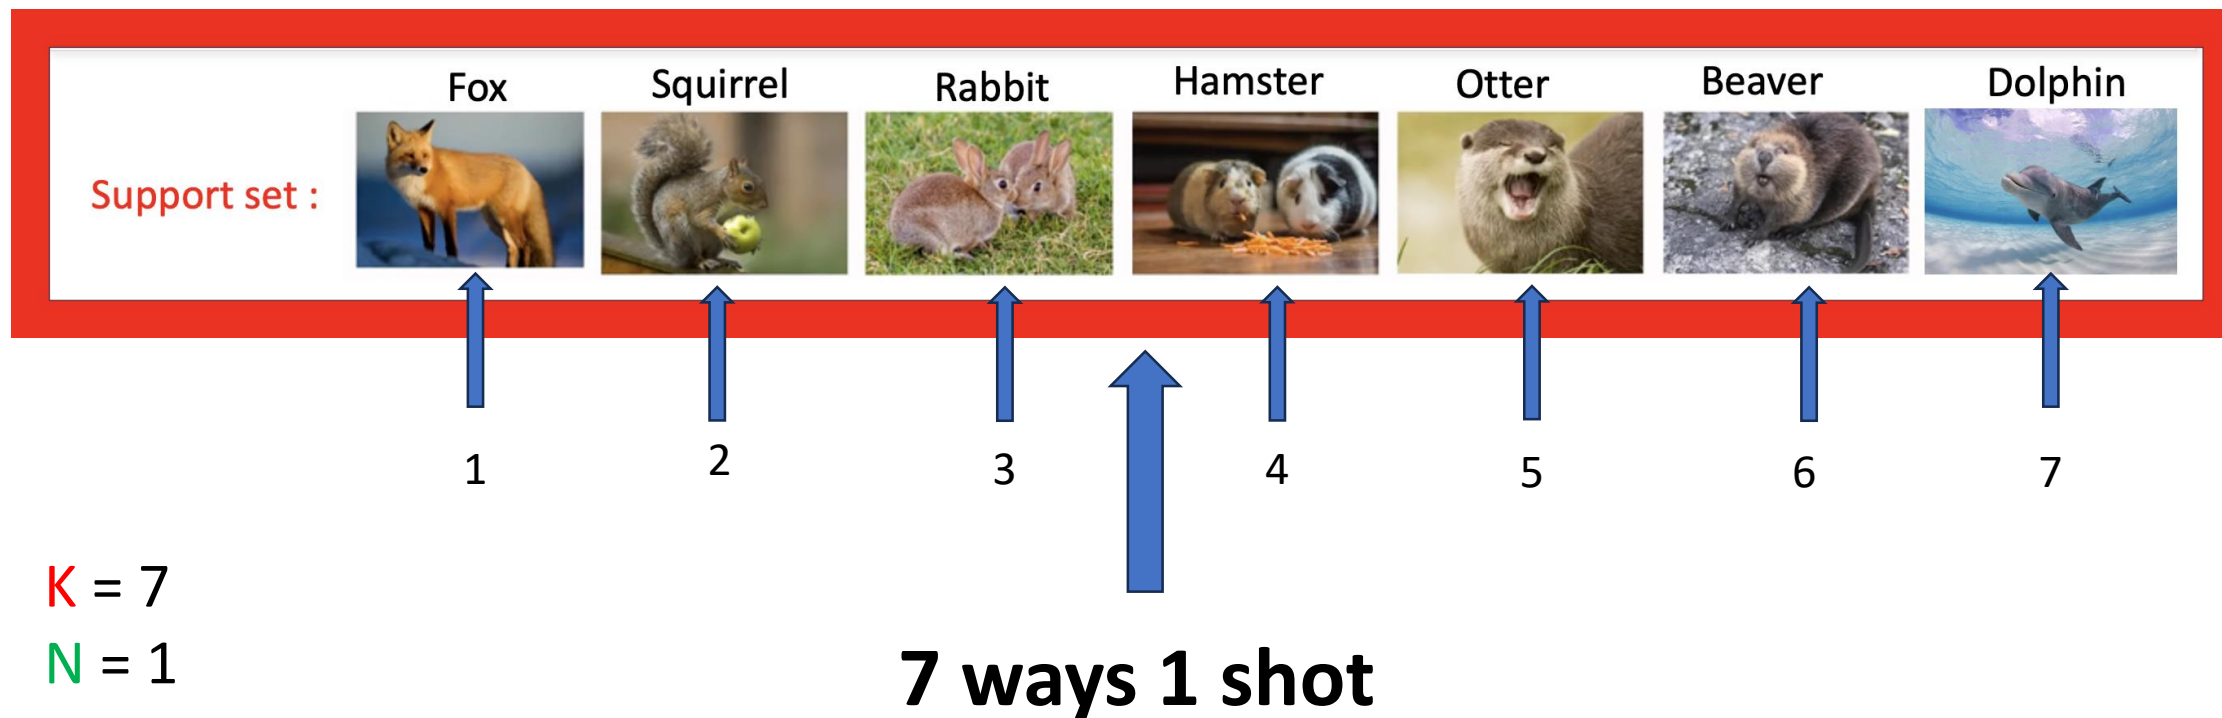 Fox Squirrel Rabbit Hamster Otter Beaver Dolphin
Support set :
1 2 3 4 5 6 7
K = 7
N = 1
7 ways 1 shot